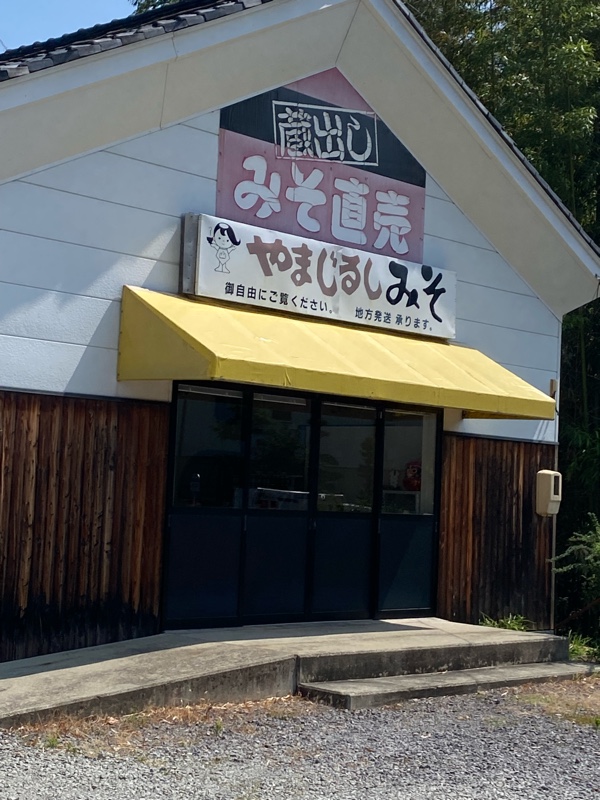 蔵出し
みそ直売
やまじるしみそ
御自由にご覧ください。 地方発送 承ります。